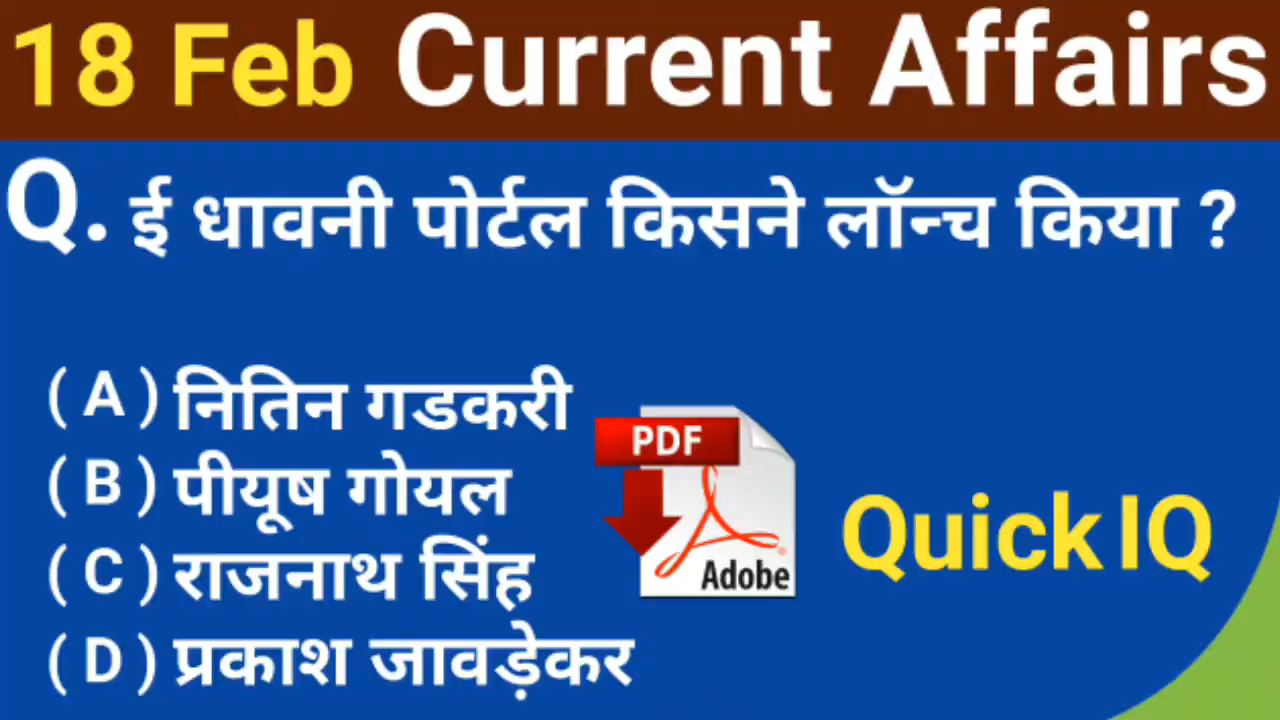 18 Feb Current Affairs
Q. ई धावनी पोर्टल किसने लॉन्च किया ?
( A ) नितिन गडकरी
( B ) पीयूष गोयल
( C ) राजनाथ सिंह
( D ) प्रकाश जावड़ेकर
PDF
Adobe
Quick IQ